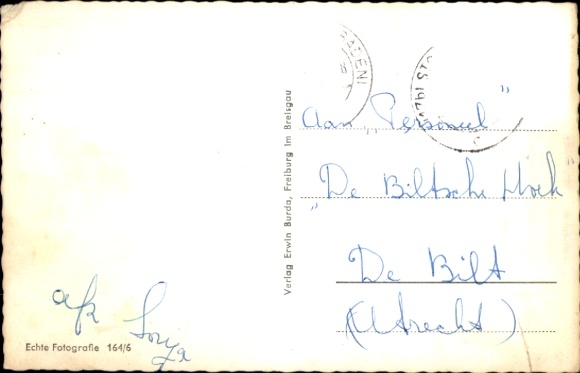 Aan Personeel
"De Biltsche Hoek"
De Bilt
(Utrecht)
afz Sonja
Echte Fotografie 164/6
Verlag Erwin Burda, Freiburg im Breisgau